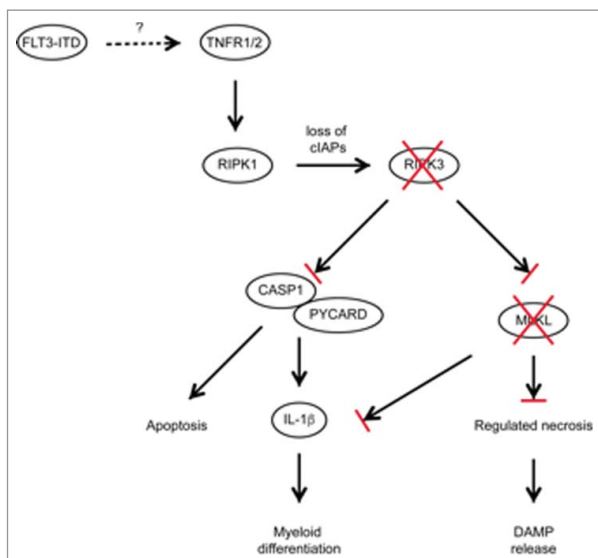 ?
FLT3-ITD
TNFR1/2
loss of
cIAPs
RIPK1
RIPK3
CASP1
PYCARD
MLKL
Apoptosis
IL-1β
Regulated necrosis
Myeloid
differentiation
DAMP
release